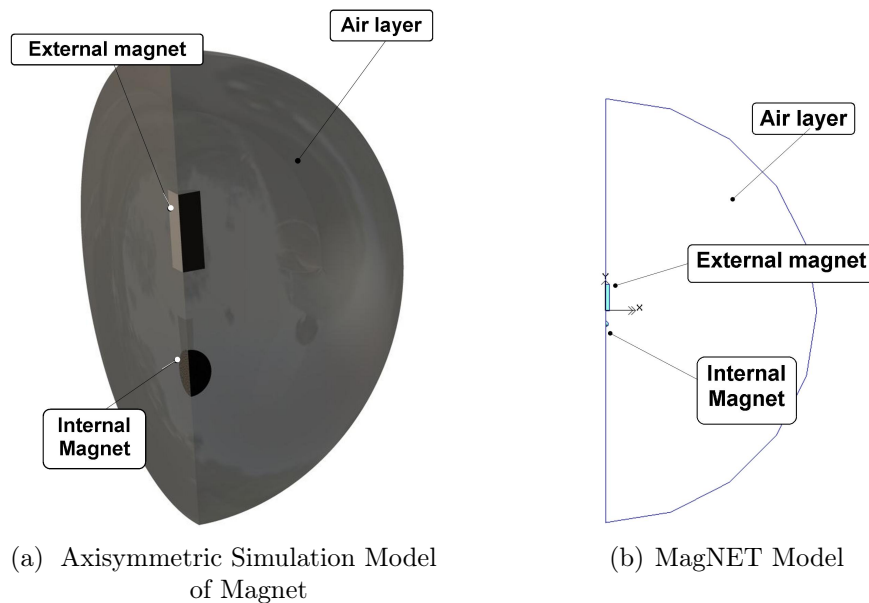 External magnet
Air layer
Internal
Magnet
(a) Axisymmetric Simulation Model
of Magnet
Air layer
External magnet
Y
X
Internal
Magnet
(b) MagNET Model